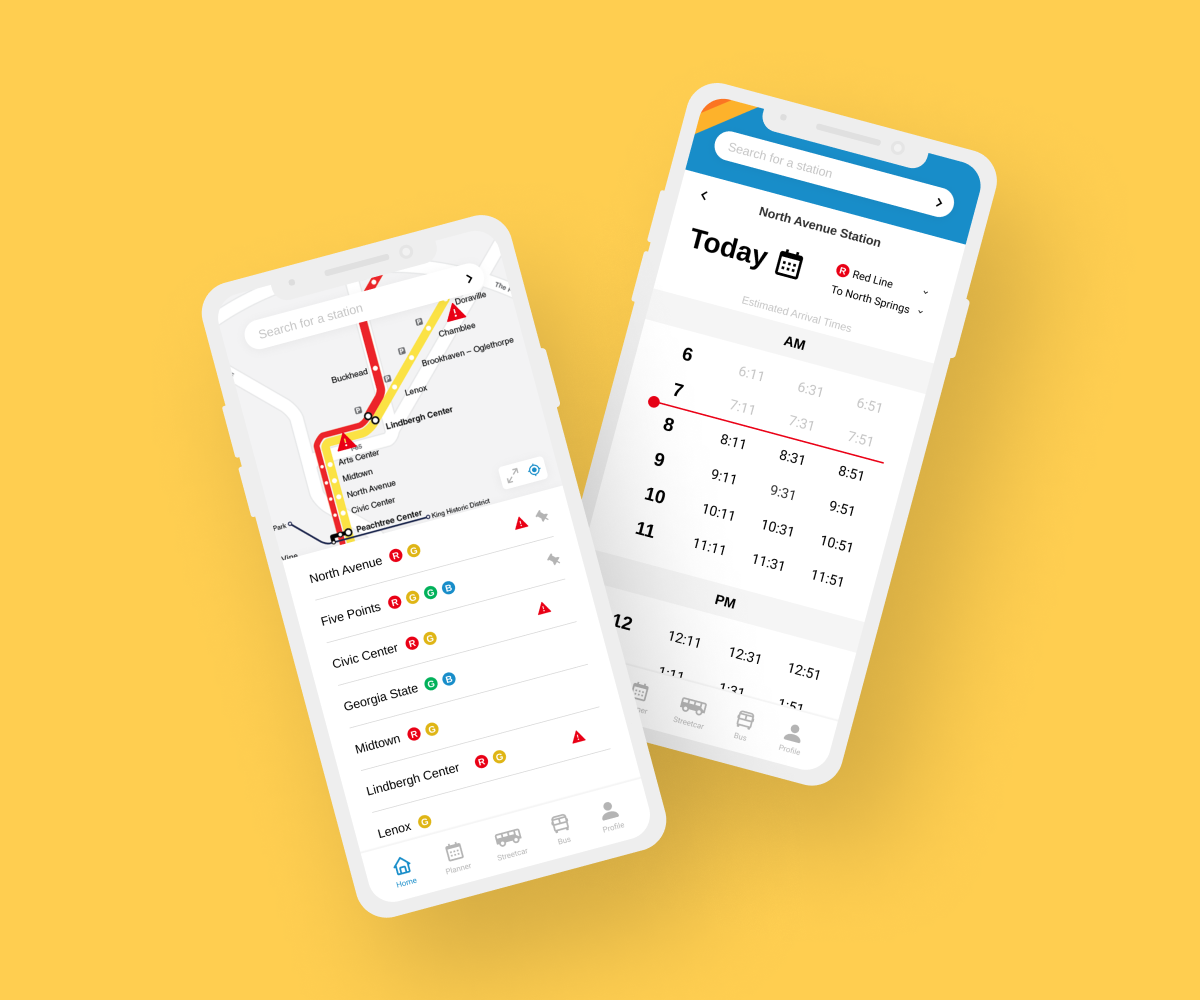 Search for a station
The
Doraville
Chamblee
Brookhaven – Oglethorpe
Buckhead
Lenox
Lindbergh Center
Arts Center
Midtown
North Avenue
Civic Center
Peachtree Center
King Historic District
Park
Vine
North Avenue R G
Five Points R G G B
Civic Center R G
Georgia State G B
Midtown R G
Lindbergh Center R G
Lenox G
Home
Planner
Streetcar
Bus
Profile
Search for a station
North Avenue Station
Today
R Red Line
To North Springs
Estimated Arrival Times
AM
6 6:11 6:31 6:51
7 7:11 7:31 7:51
8 8:11 8:31 8:51
9 9:11 9:31 9:51
10 10:11 10:31 10:51
11 11:11 11:31 11:51
PM
12 12:11 12:31 12:51
1:11 1:31 1:51
ner
Streetcar
Bus
Profile